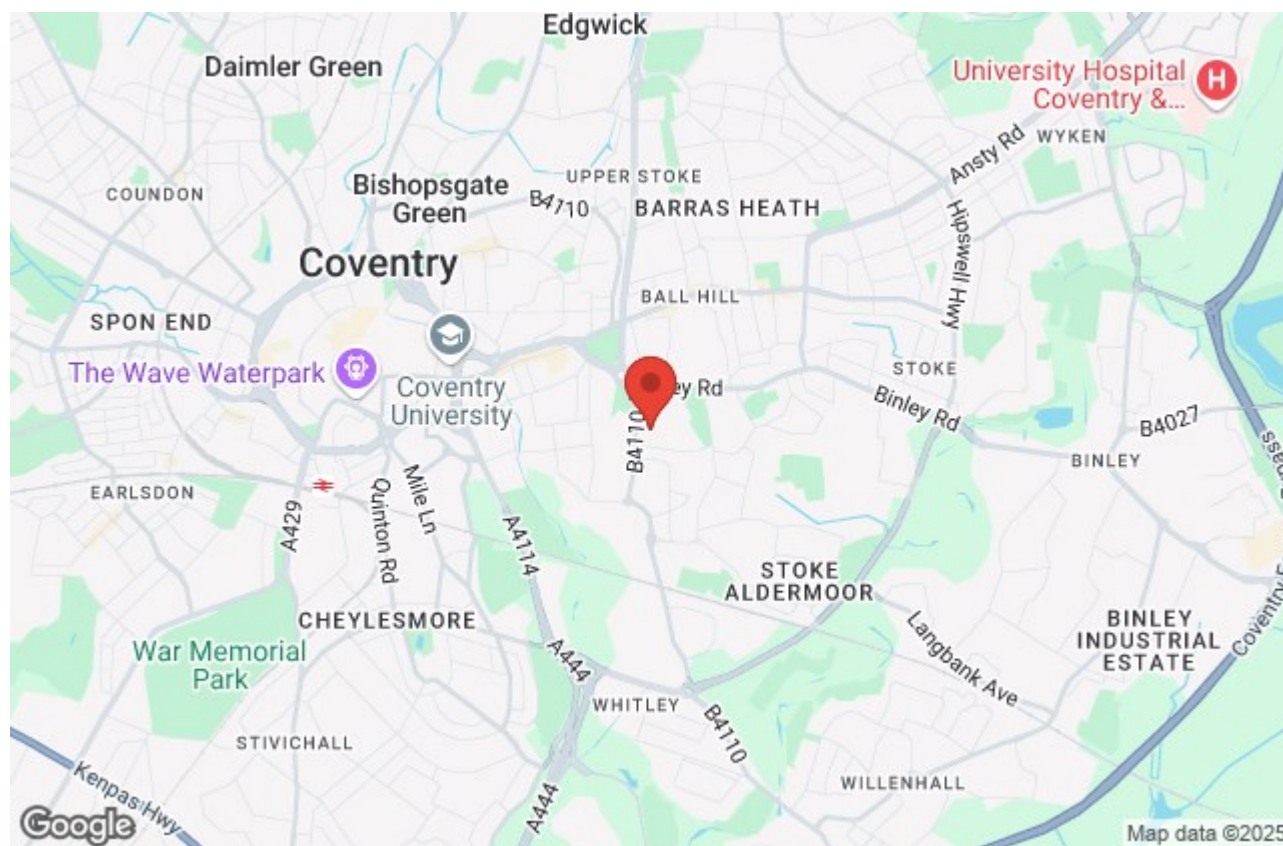 Edgwick
Daimler Green
University Hospital
Coventry &...
H
WYKEN
Ansty Rd
COUNDON
Bishopsgate
Green
UPPER STOKE
B4110
BARRAS HEATH
Hipswell Hwy
Coventry
BALL HILL
SPON END
The Wave Waterpark
Coventry
University
ey Rd
STOKE
Binley Rd
B4027
B4110
BINLEY
EARLSDON
A429
Mile Ln
Quinton Rd
A4114
STOKE
ALDERMOOR
CHEYLESMORE
BINLEY
INDUSTRIAL
ESTATE
Langbank Ave
War Memorial
Park
A444
WHITLEY
B4110
STIVICHALL
WILLENHALL
Kenpas Hwy
A444
Google
Map data ©2025